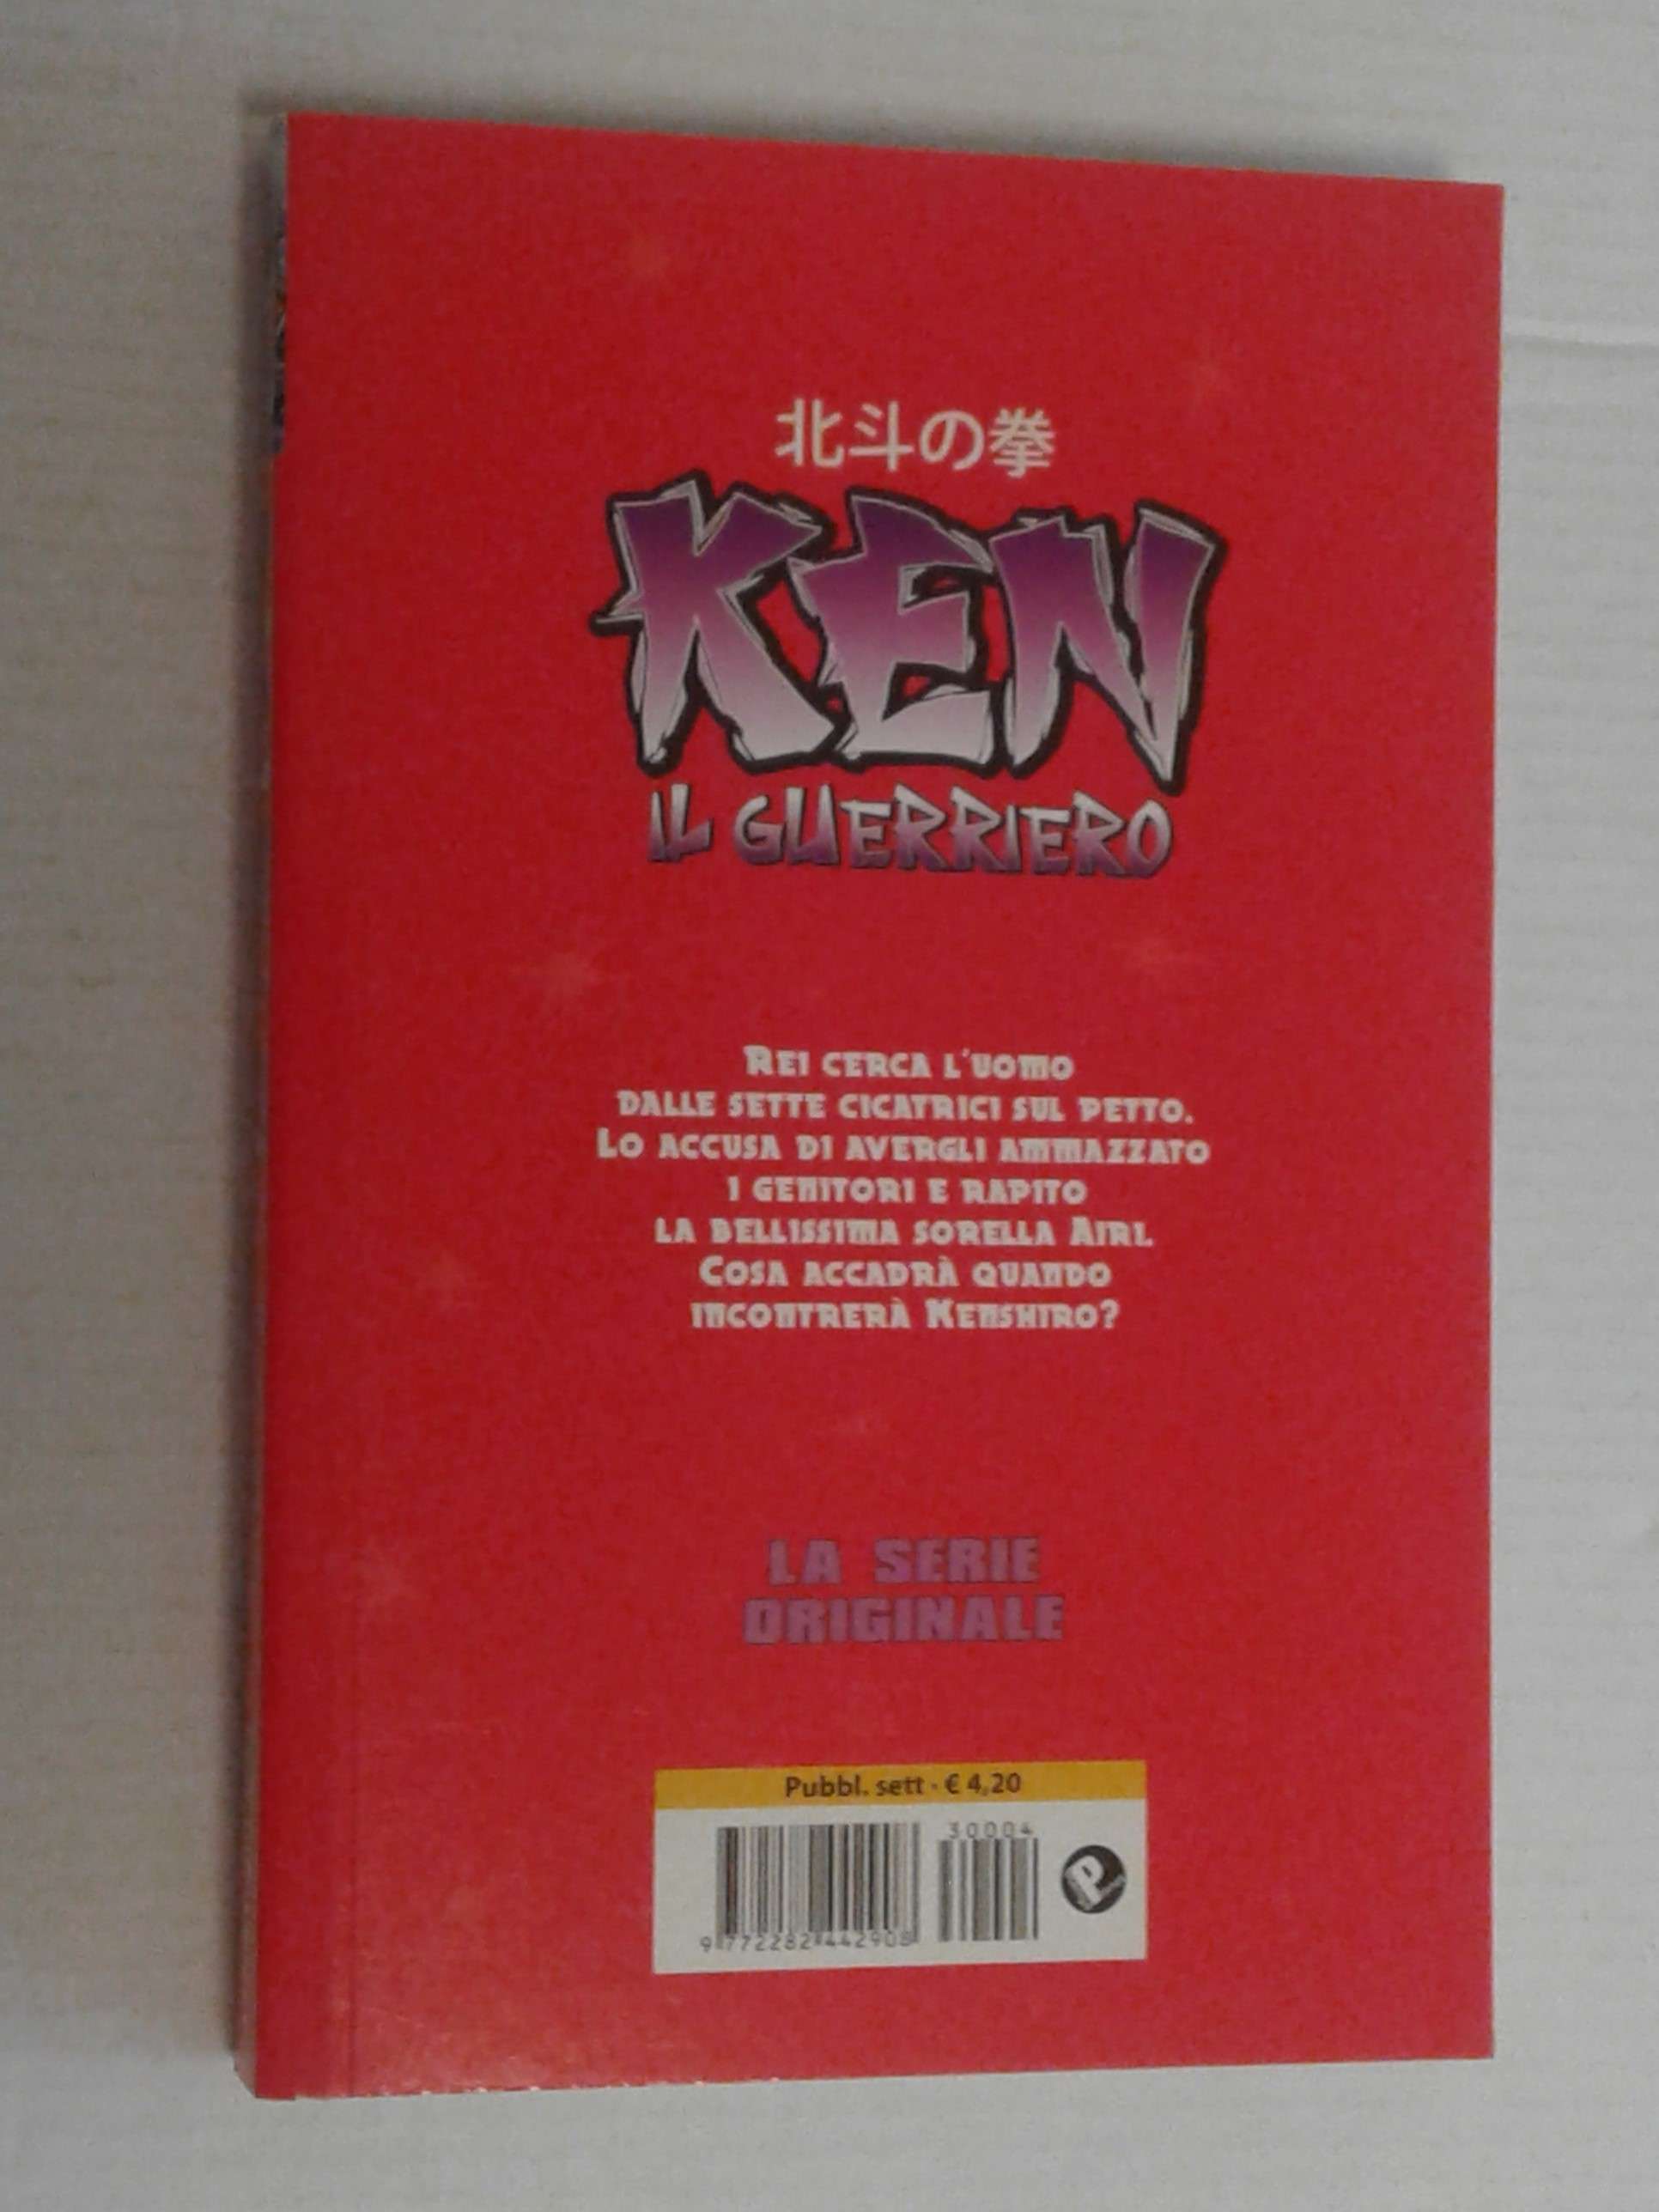 北斗の拳
KEN
IL GUERRIERO
REI CERCA L'UOMO
DALLE SETTE CICATRICI SUL PETTO.
LO ACCUSA DI AVERGLI AMMAZZATO
I GENITORI E RAPITO
LA BELLISSIMA SORELLA AIRI.
COSA ACCADRÀ QUANDO
INCONTRERÀ KENSHIRO?
LA SERIE
ORIGINALE
Pubbl. sett · € 4,20
30004
9 772282 442908
P